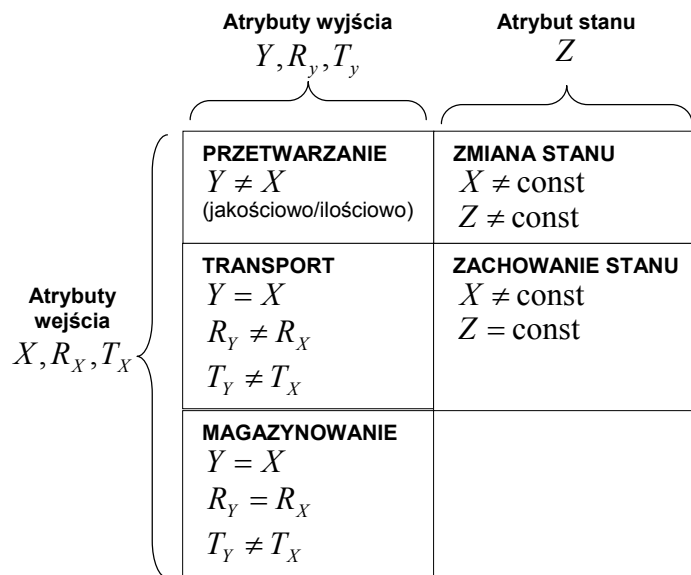 Atrybuty wyjścia
Y, R_y, T_y
Atrybut stanu
Z
Atrybuty
wejścia
X, R_X, T_X
PRZETWARZANIE
Y ≠ X
(jakościowo/ilościowo)
ZMIANA STANU
X ≠ const
Z ≠ const
TRANSPORT
Y = X
R_Y ≠ R_X
T_Y ≠ T_X
ZACHOWANIE STANU
X ≠ const
Z = const
MAGAZYNOWANIE
Y = X
R_Y = R_X
T_Y ≠ T_X